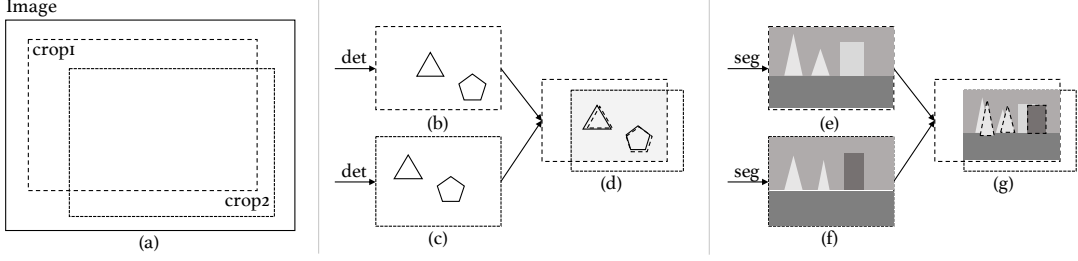 Image
crop1
crop2
(a)
det
(b)
det
(c)
(d)
seg
(e)
seg
(f)
(g)